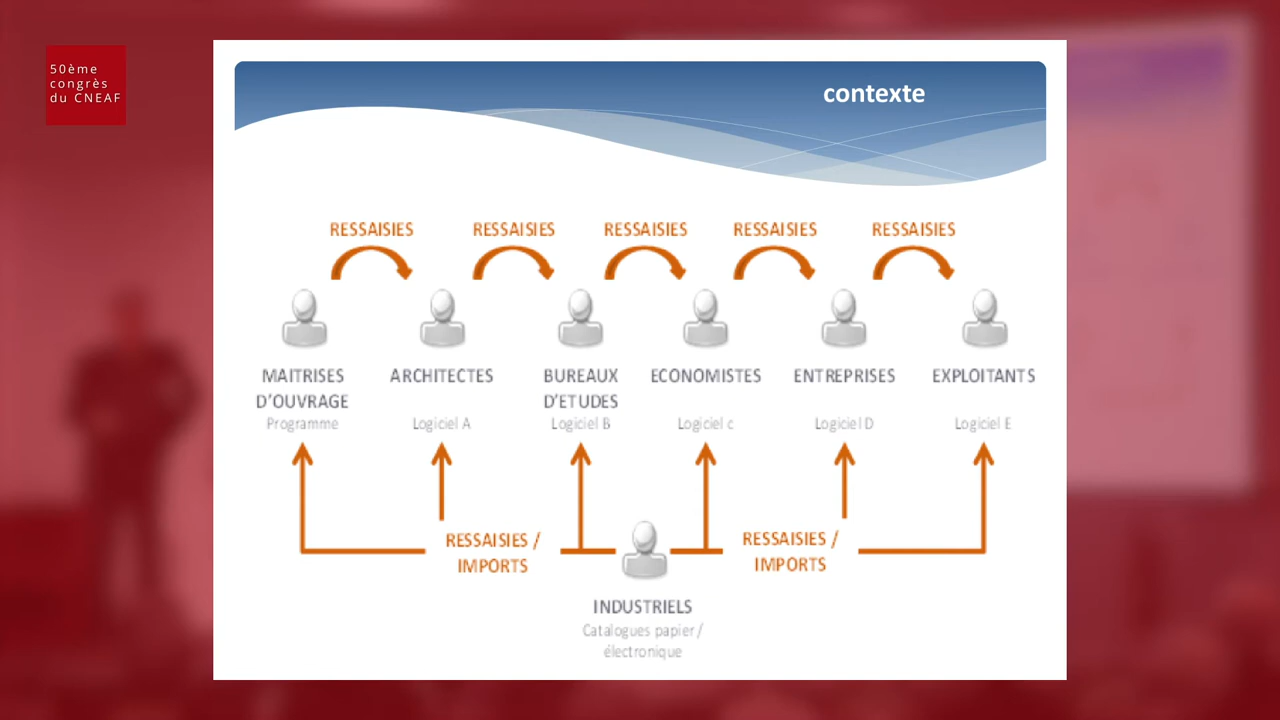 50ème
congrès
du CNEAF
contexte
RESSAISIES RESSAISIES RESSAISIES RESSAISIES RESSAISIES
MAITRISES D'OUVRAGE
Programme
ARCHITECTES
Logiciel A
BUREAUX D'ETUDES
Logiciel B
ECONOMISTES
Logiciel c
ENTREPRISES
Logiciel D
EXPLOITANTS
Logiciel E
RESSAISIES /
IMPORTS
RESSAISIES /
IMPORTS
INDUSTRIELS
Catalogues papier /
électronique